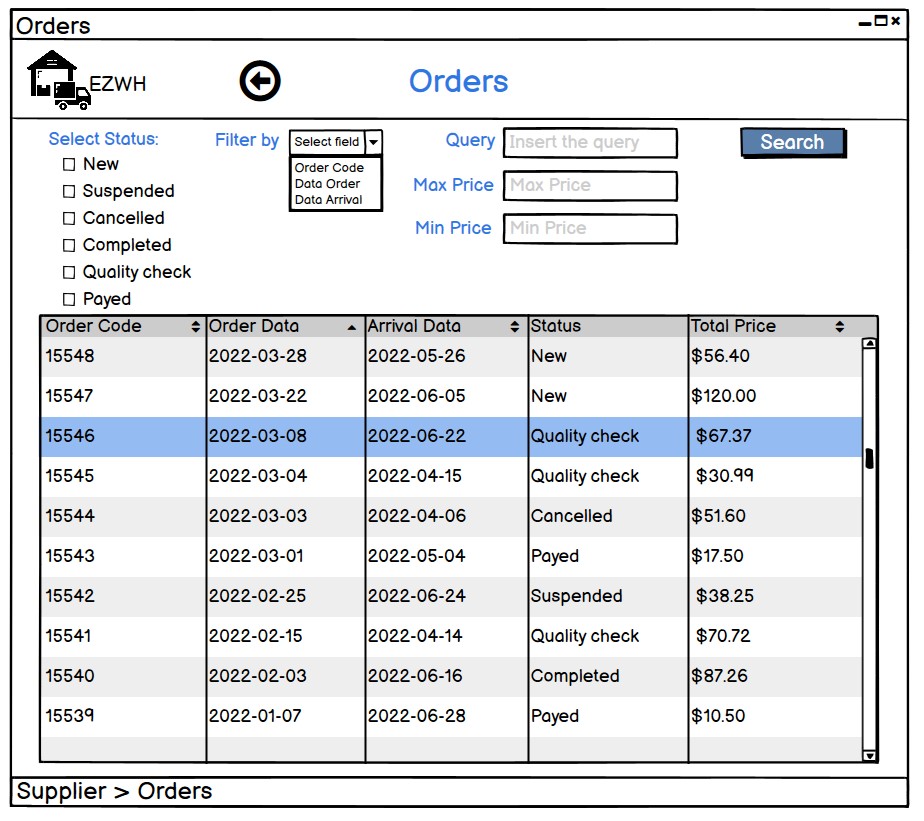 Orders
EZWH
Orders
Select Status:
New
Suspended
Cancelled
Completed
Quality check
Payed
Filter by
Select field
Order Code
Data Order
Data Arrival
Query Insert the query
Max Price Max Price
Min Price Min Price
Search
Order Code Order Data Arrival Data Status Total Price
15548 2022-03-28 2022-05-26 New $56.40
15547 2022-03-22 2022-06-05 New $120.00
15546 2022-03-08 2022-06-22 Quality check $67.37
15545 2022-03-04 2022-04-15 Quality check $30.99
15544 2022-03-03 2022-04-06 Cancelled $51.60
15543 2022-03-01 2022-05-04 Payed $17.50
15542 2022-02-25 2022-06-24 Suspended $38.25
15541 2022-02-15 2022-04-14 Quality check $70.72
15540 2022-02-03 2022-06-16 Completed $87.26
15539 2022-01-07 2022-06-28 Payed $10.50
Supplier > Orders